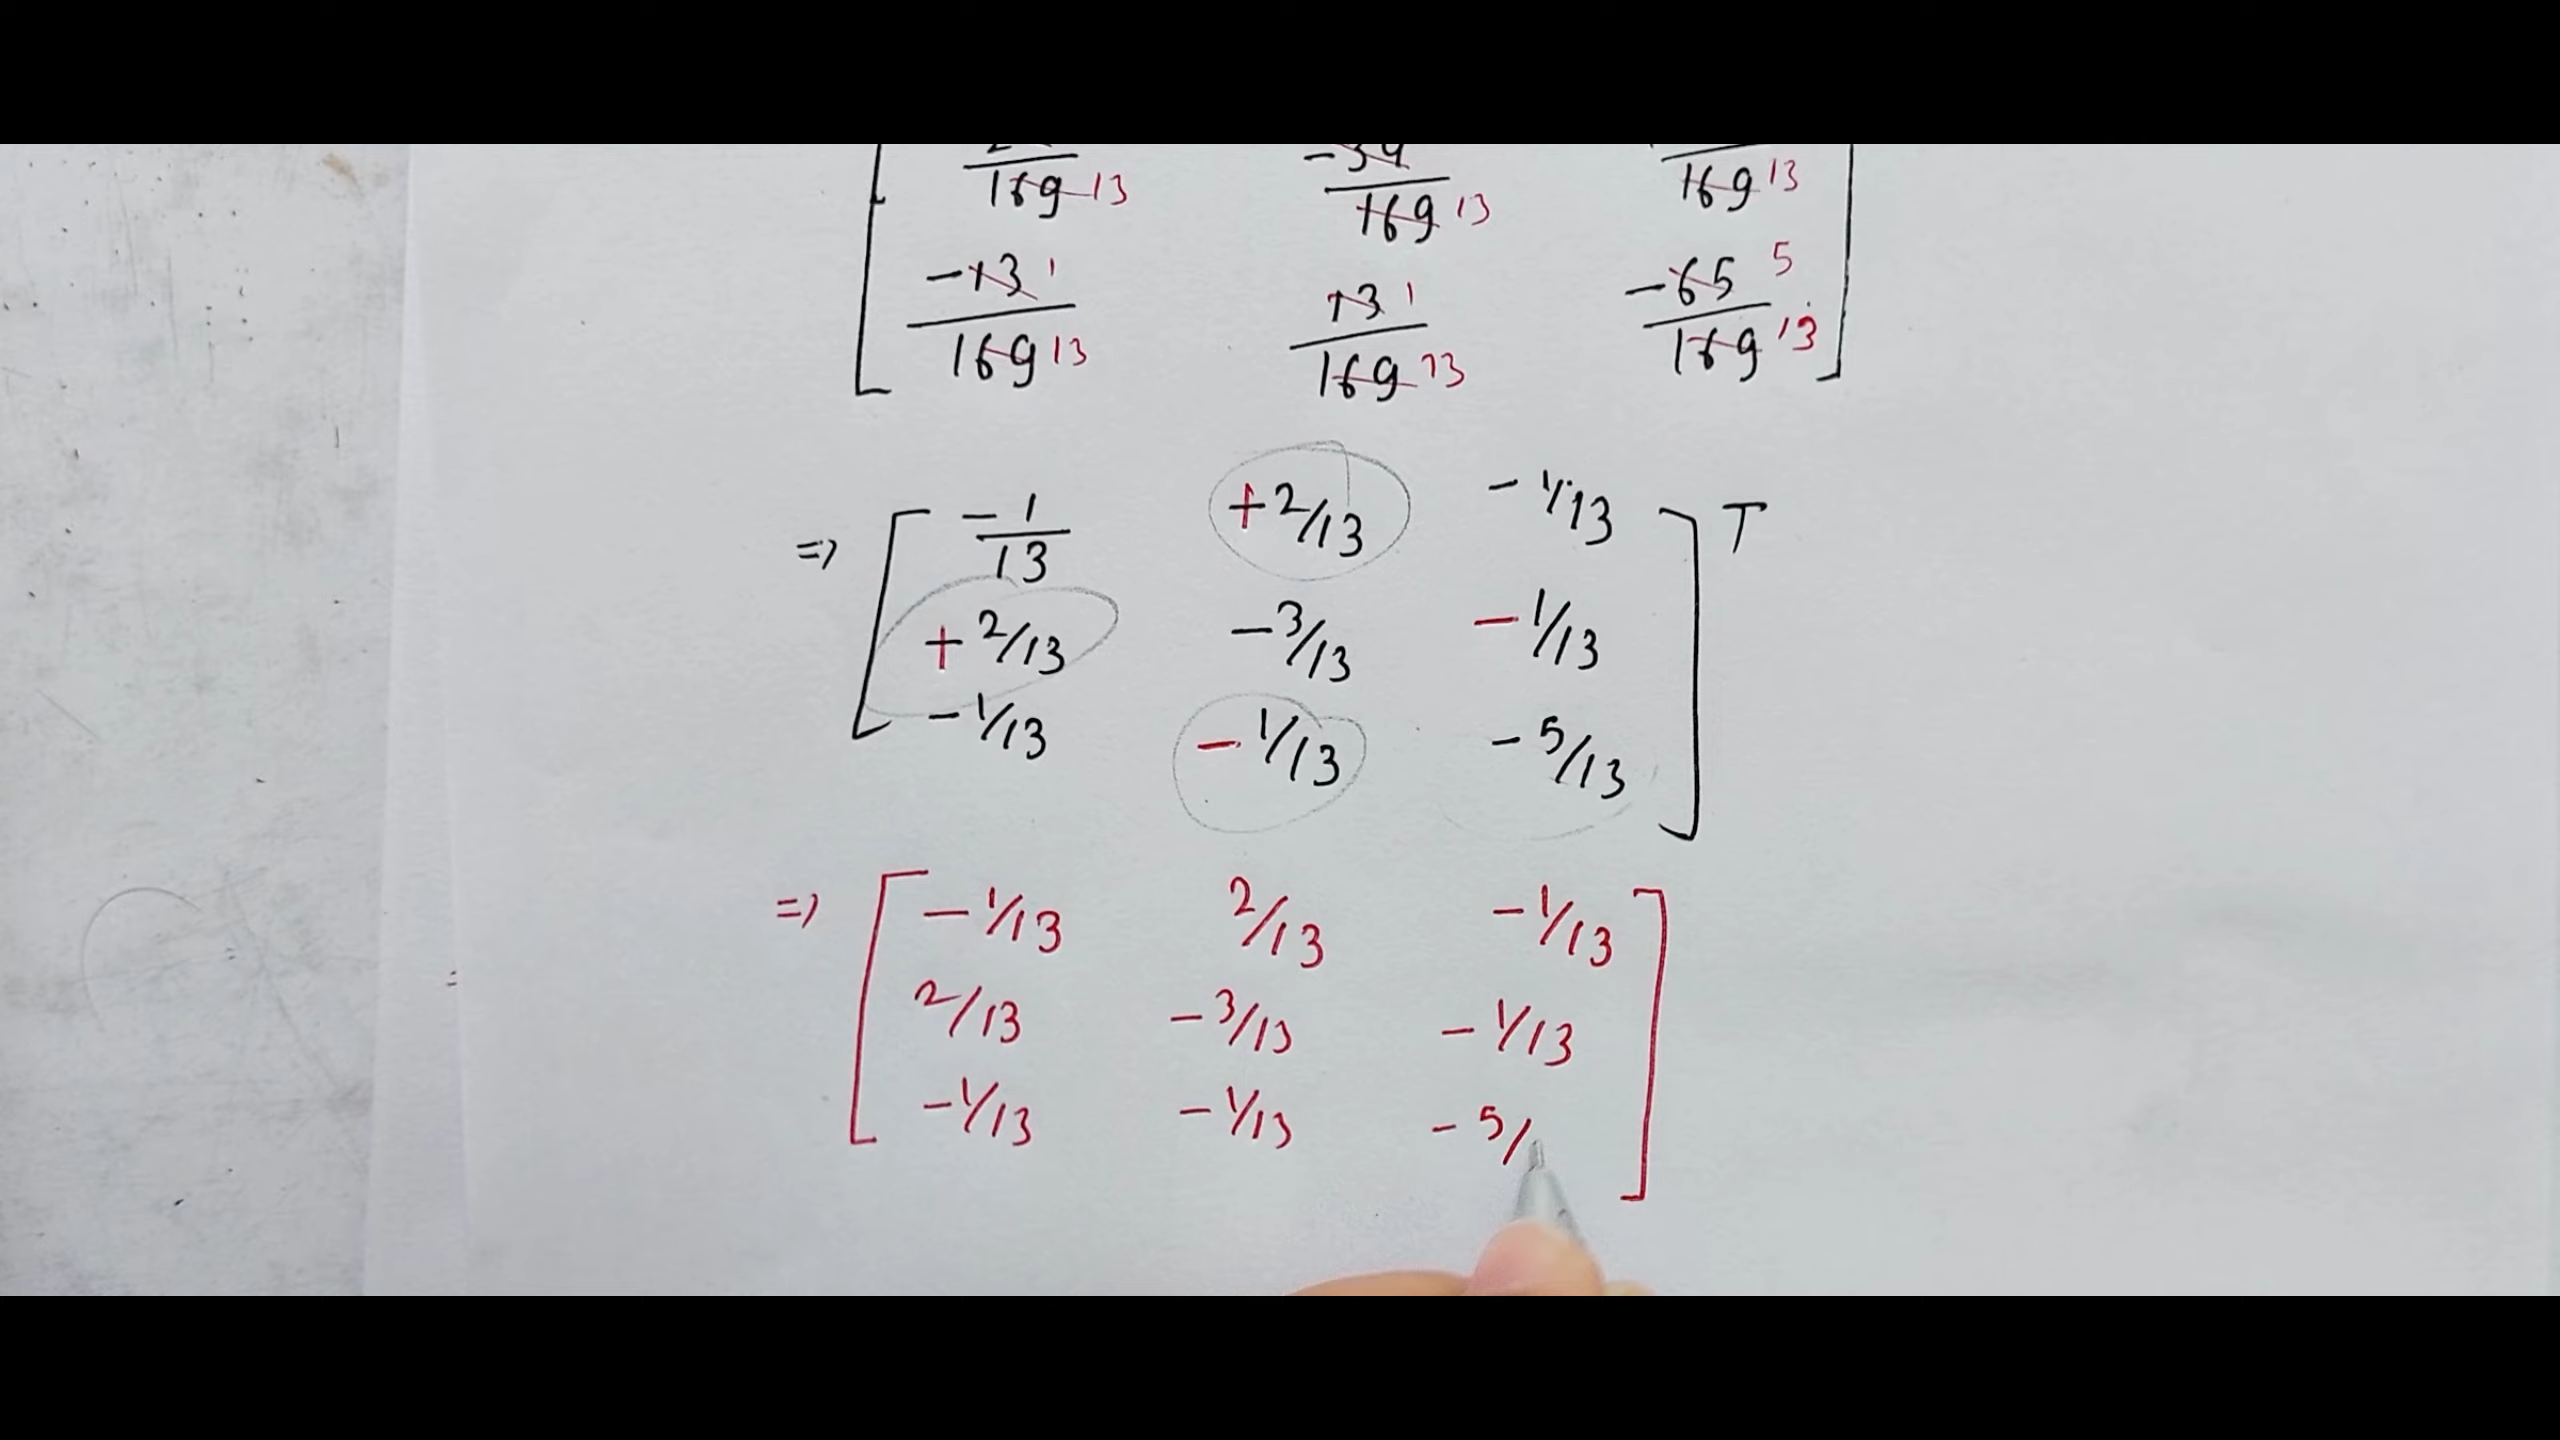 169 13 169 13 169 13
-13 1 13 1 -65 5
169 13 169 13 169 13
=> [ -1/13 +2/13 -1/13 ] T
+2/13 -3/13 -1/13
-1/13 -1/13 -5/13
=> [ -1/13 2/13 -1/13 ]
2/13 -3/13 -1/13
-1/13 -1/13 -5/